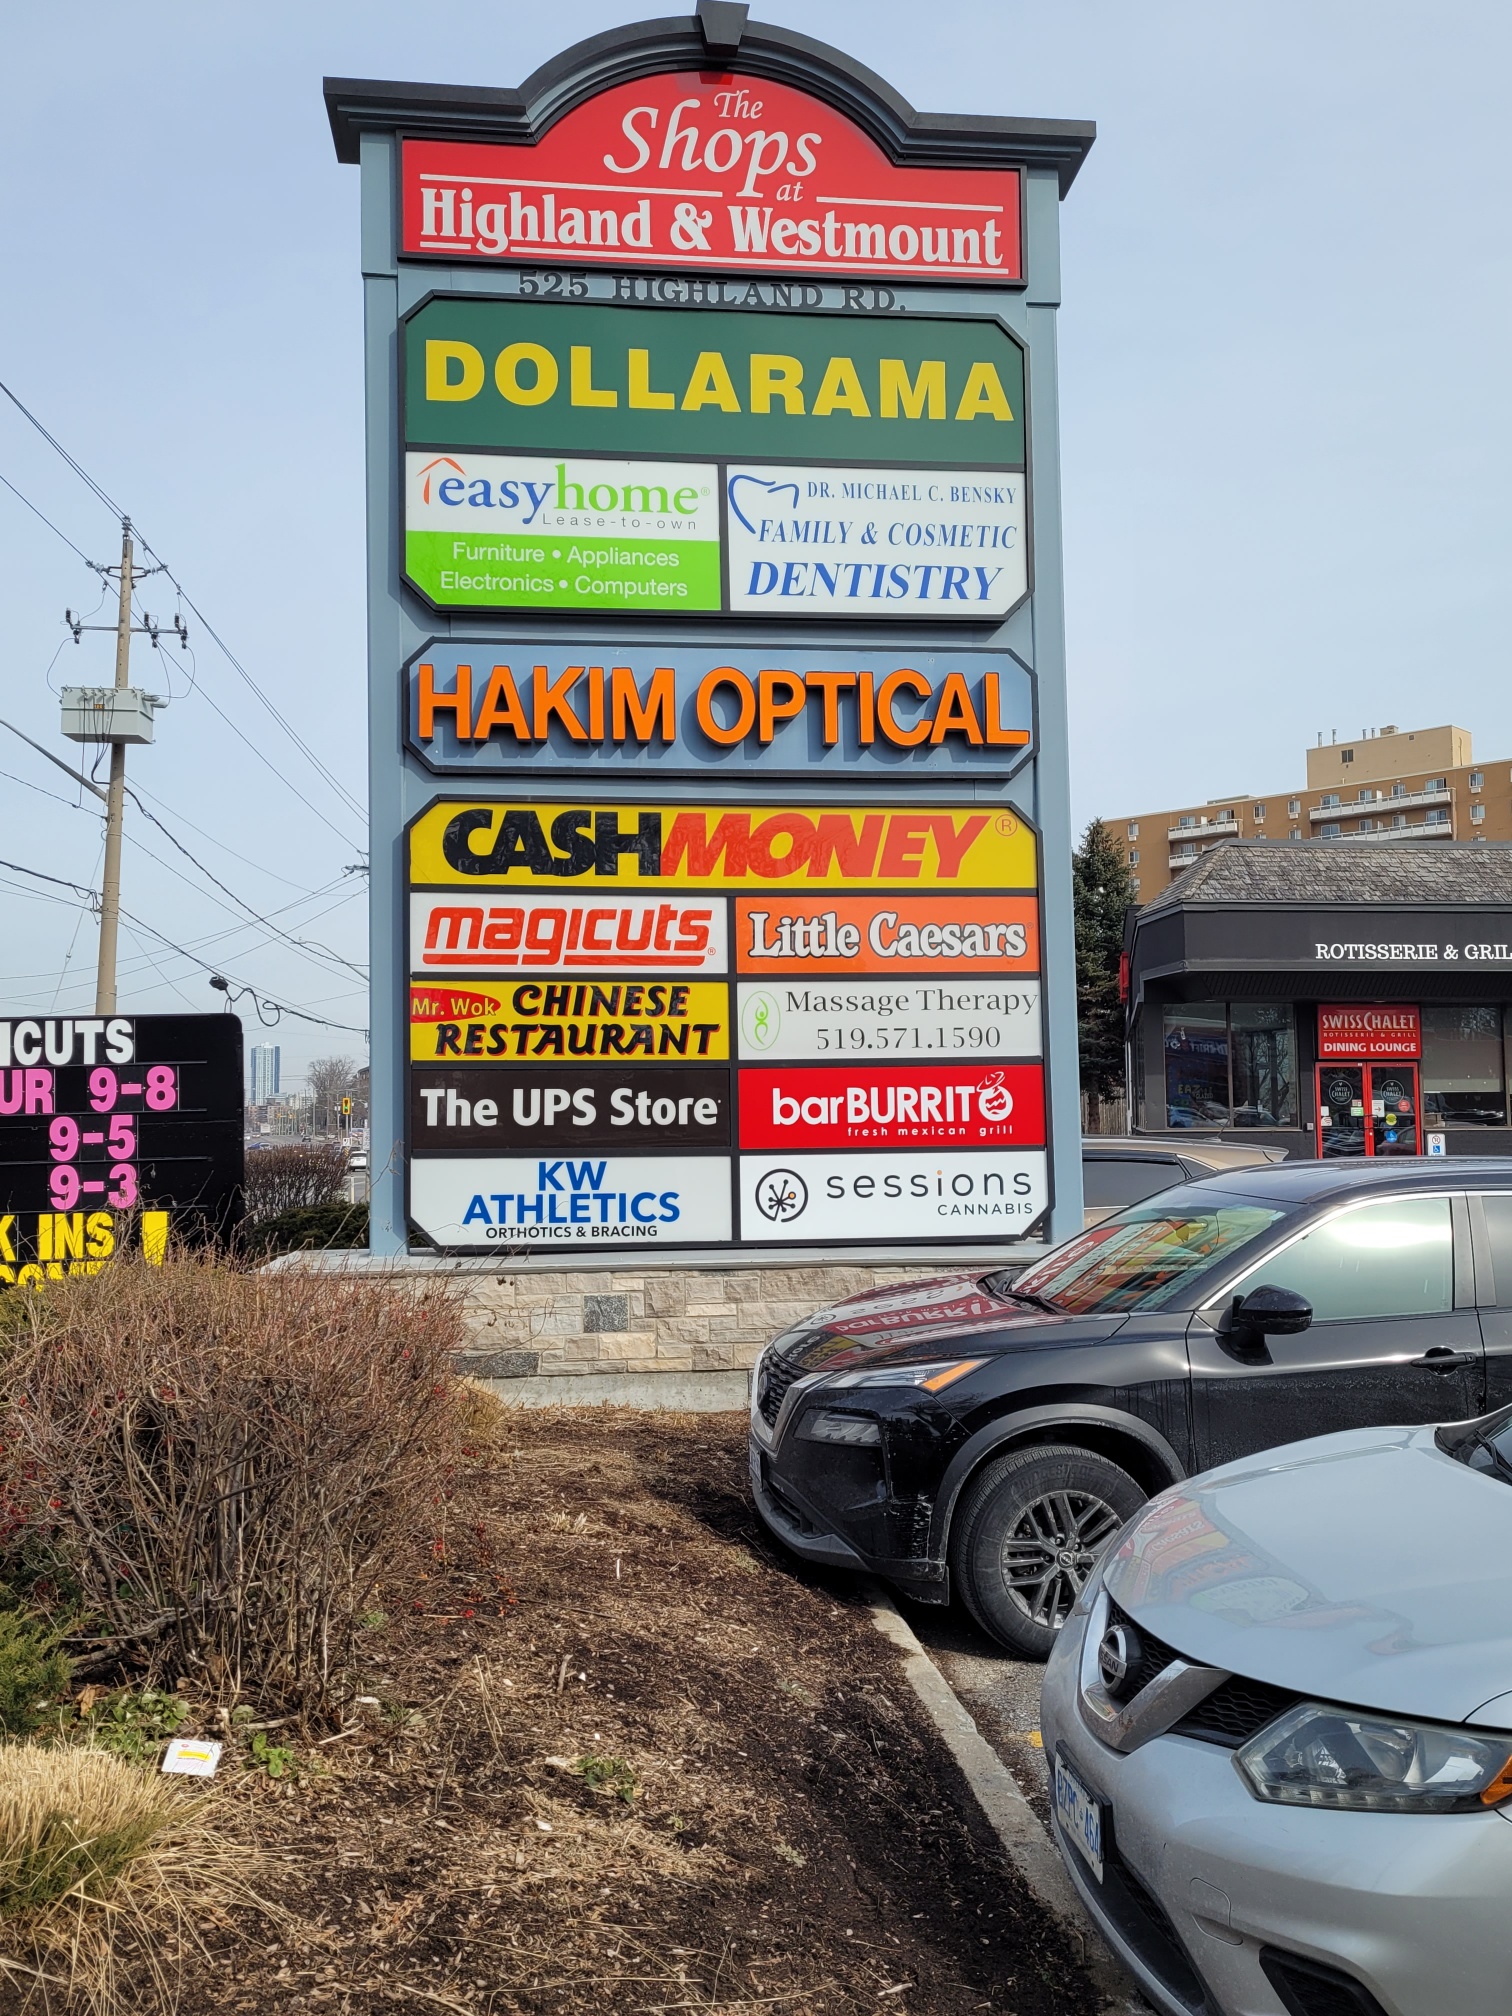 The
Shops
at
Highland & Westmount
525 HIGHLAND RD.
DOLLARAMA
easyhome®
Lease-to-own
Furniture • Appliances
Electronics • Computers
DR. MICHAEL C. BENSKY
FAMILY & COSMETIC
DENTISTRY
HAKIM OPTICAL
CASHMONEY®
magicuts®
Little Caesars
Mr. Wok CHINESE
RESTAURANT
Massage Therapy
519.571.1590
The UPS Store
barBURRITO
fresh mexican grill
KW
ATHLETICS
ORTHOTICS & BRACING
sessions
CANNABIS
ICUTS
UR 9-8
9-5
9-3
K INS !
ROTISSERIE & GRIL
SWISS CHALET
ROTISSERIE & GRILL
DINING LOUNGE
barBURRITO